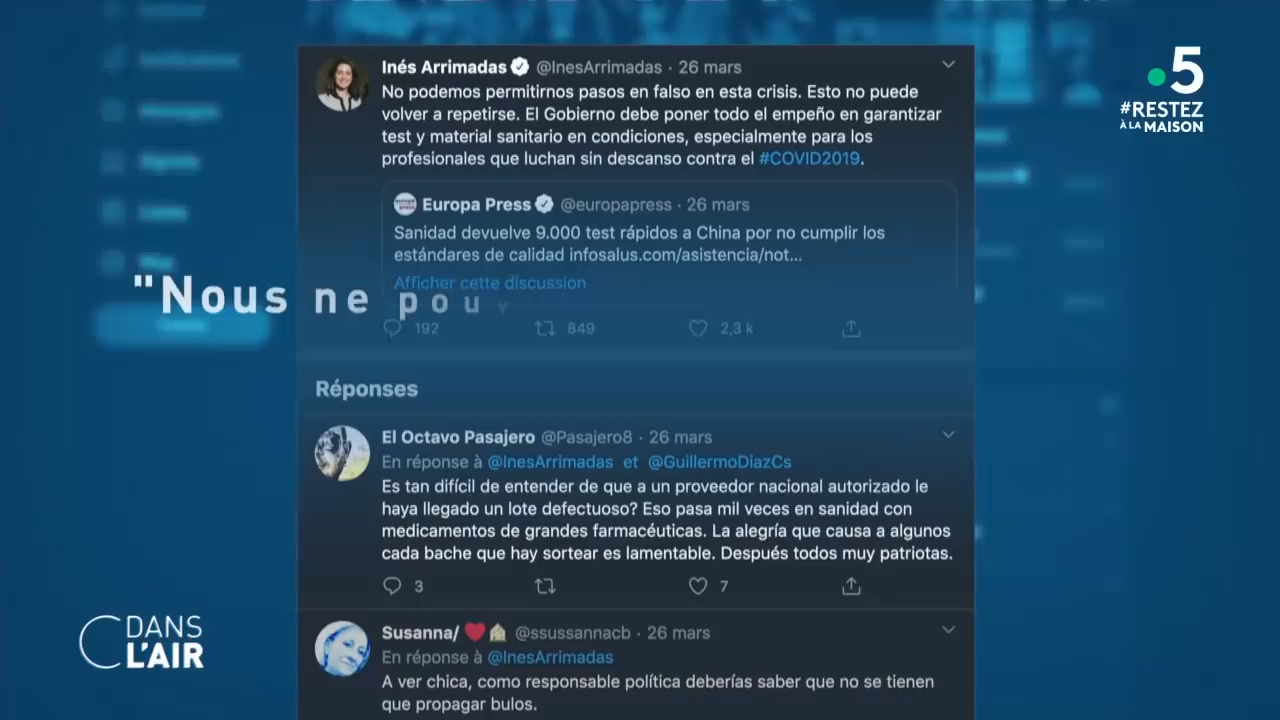 Inés Arrimadas @InesArrimadas · 26 mars
No podemos permitirnos pasos en falso en esta crisis. Esto no puede
volver a repetirse. El Gobierno debe poner todo el empeño en garantizar
test y material sanitario en condiciones, especialmente para los
profesionales que luchan sin descanso contra el #COVID2019.
Europa Press @europapress · 26 mars
Sanidad devuelve 9.000 test rápidos a China por no cumplir los
estándares de calidad infosalus.com/asistencia/not...
Afficher cette discussion
"Nous ne pou
192 849 2,3 k
Réponses
El Octavo Pasajero @Pasajero8 · 26 mars
En réponse à @InesArrimadas et @GuillermoDiazCs
Es tan difícil de entender de que a un proveedor nacional autorizado le
haya llegado un lote defectuoso? Eso pasa mil veces en sanidad con
medicamentos de grandes farmacéuticas. La alegría que causa a algunos
cada bache que hay sortear es lamentable. Después todos muy patriotas.
3 7
Susanna/ @ssussannacb · 26 mars
En réponse à @InesArrimadas
A ver chica, como responsable política deberías saber que no se tienen
que propagar bulos.
5
#RESTEZ
À LA MAISON
C DANS
L'AIR